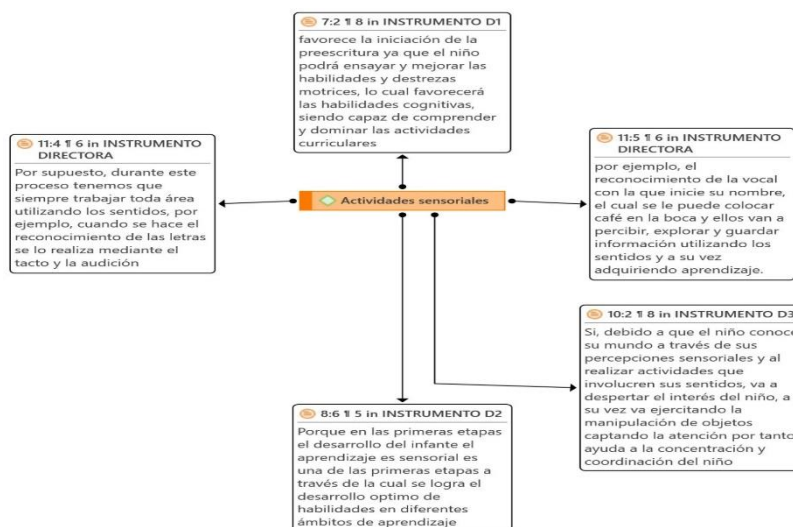 7:2 ¶ 8 in INSTRUMENTO D1
favorece la iniciación de la
preescritura ya que el niño
podrá ensayar y mejorar las
habilidades y destrezas
motrices, lo cual favorecerá
las habilidades cognitivas,
siendo capaz de comprender
y dominar las actividades
curriculares
11:4 ¶ 6 in INSTRUMENTO
DIRECTORA
Por supuesto, durante este
proceso tenemos que
siempre trabajar toda área
utilizando los sentidos, por
ejemplo, cuando se hace el
reconocimiento de las letras
se lo realiza mediante el
tacto y la audición
Actividades sensoriales
11:5 ¶ 6 in INSTRUMENTO
DIRECTORA
por ejemplo, el
reconocimiento de la vocal
con la que inicie su nombre,
el cual se le puede colocar
café en la boca y ellos van a
percibir, explorar y guardar
información utilizando los
sentidos y a su vez
adquiriendo aprendizaje.
10:2 ¶ 8 in INSTRUMENTO D3
Si, debido a que el niño conoce
su mundo a través de sus
percepciones sensoriales y al
realizar actividades que
involucren sus sentidos, va a
despertar el interés del niño, a
su vez va ejercitando la
manipulación de objetos
captando la atención por tanto
ayuda a la concentración y
coordinación del niño
8:6 ¶ 5 in INSTRUMENTO D2
Porque en las primeras etapas
el desarrollo del infante el
aprendizaje es sensorial es
una de las primeras etapas a
través de la cual se logra el
desarrollo optimo de
habilidades en diferentes
ámbitos de aprendizaje